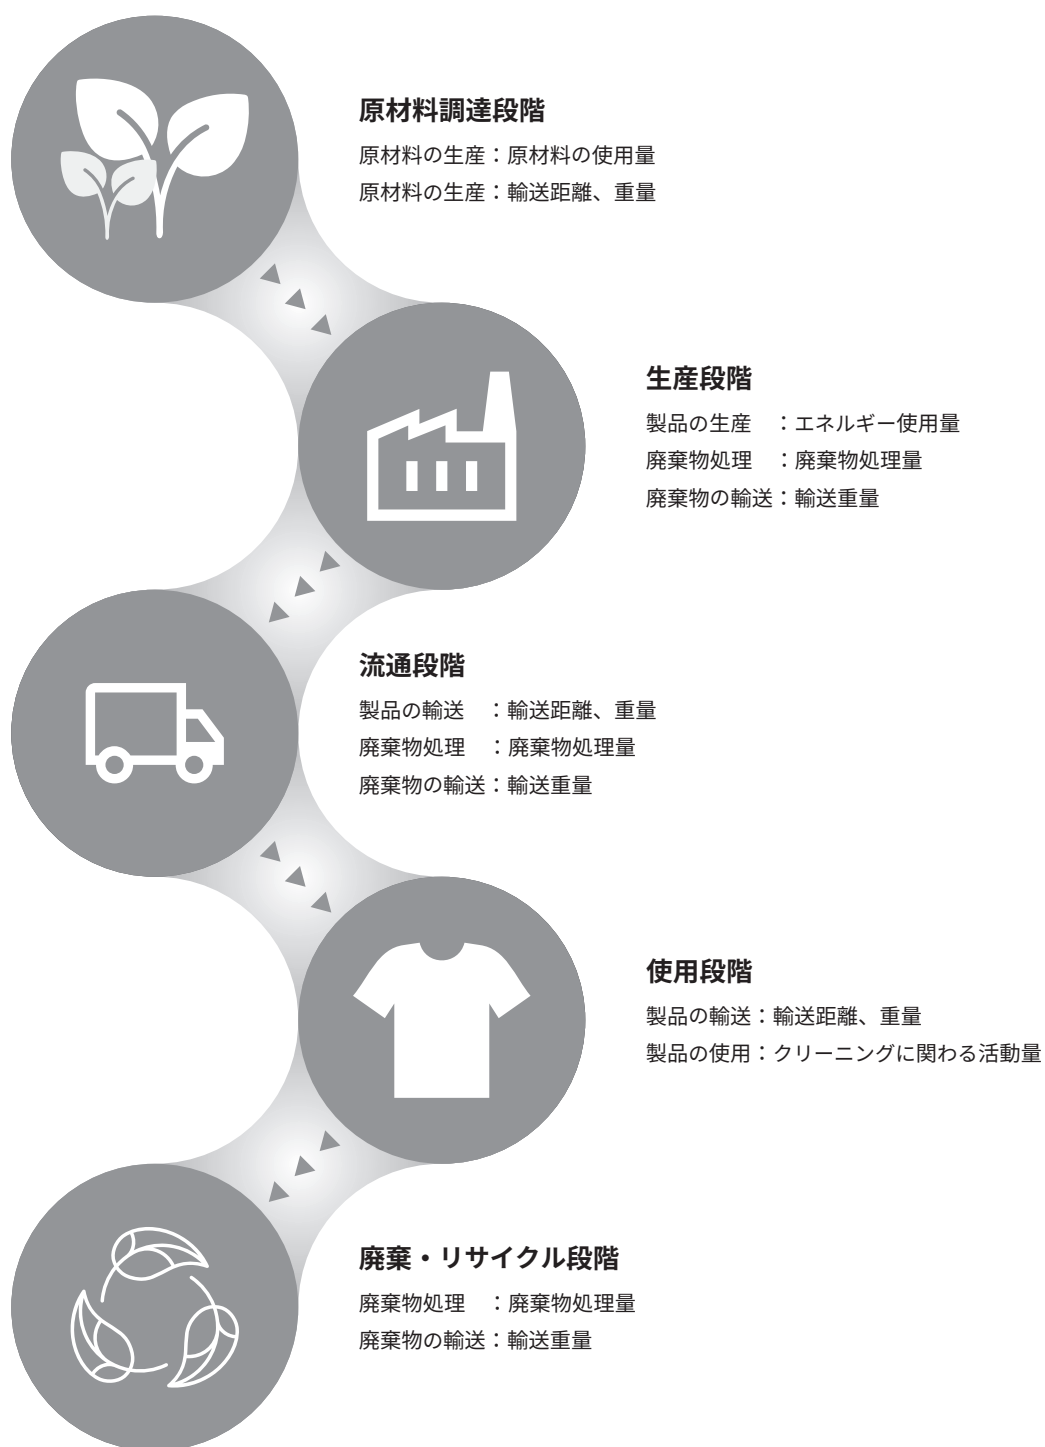 原材料調達段階
原材料の生産：原材料の使用量
原材料の生産：輸送距離、重量
生産段階
製品の生産　：エネルギー使用量
廃棄物処理　：廃棄物処理量
廃棄物の輸送：輸送重量
流通段階
製品の輸送　：輸送距離、重量
廃棄物処理　：廃棄物処理量
廃棄物の輸送：輸送重量
使用段階
製品の輸送：輸送距離、重量
製品の使用：クリーニングに関わる活動量
廃棄・リサイクル段階
廃棄物処理　：廃棄物処理量
廃棄物の輸送：輸送重量